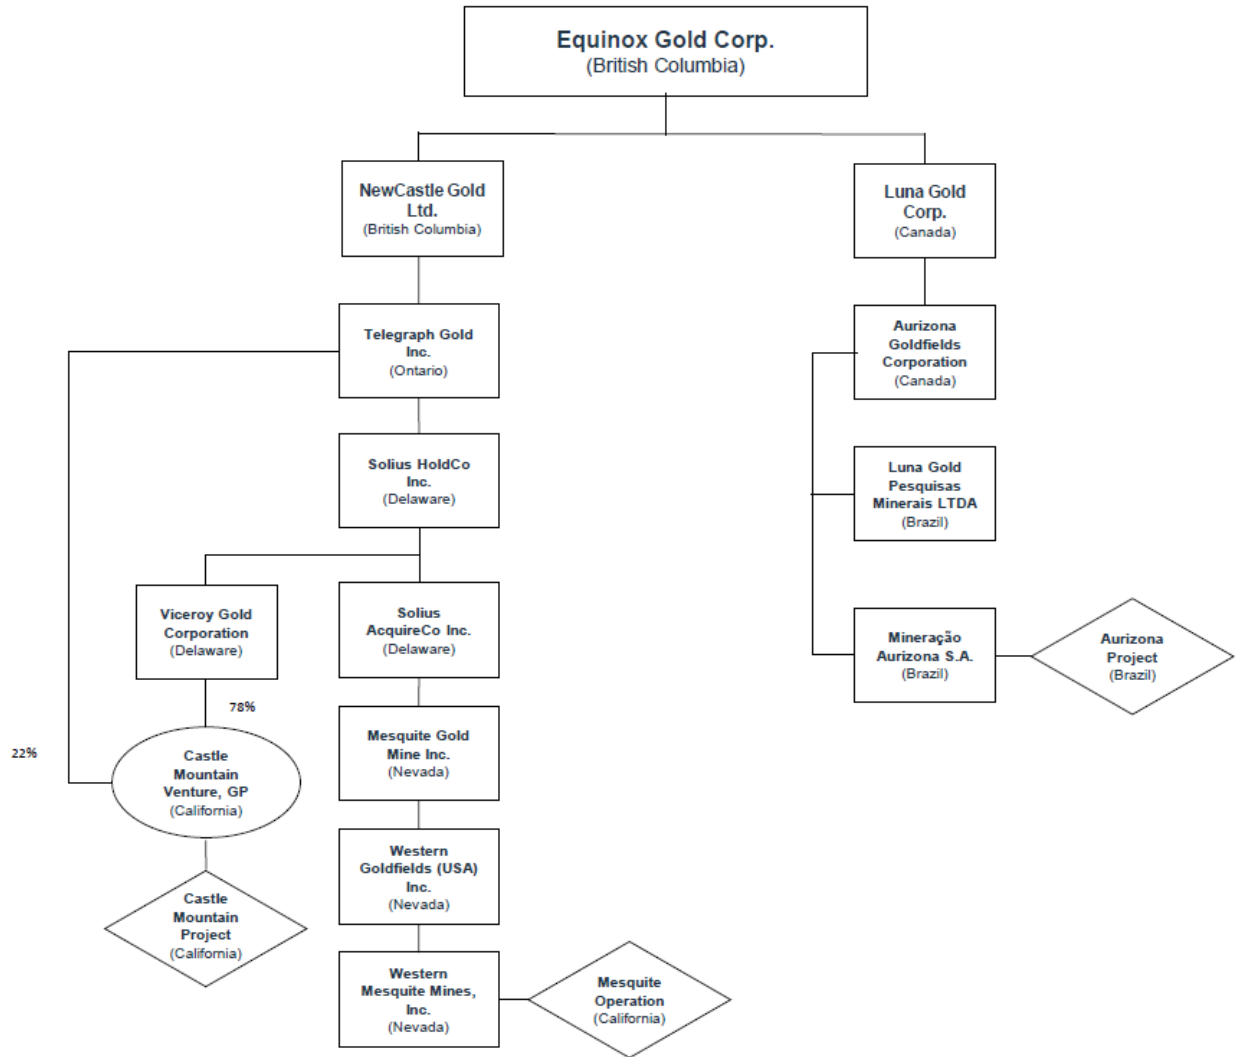 Equinox Gold Corp.
(British Columbia)
NewCastle Gold
Ltd.
(British Columbia)
Luna Gold
Corp.
(Canada)
Telegraph Gold
Inc.
(Ontario)
Aurizona
Goldfields
Corporation
(Canada)
Solius HoldCo
Inc.
(Delaware)
Luna Gold
Pesquisas
Minerais LTDA
(Brazil)
Viceroy Gold
Corporation
(Delaware)
Solius
AcquireCo Inc.
(Delaware)
Mineração
Aurizona S.A.
(Brazil)
Aurizona
Project
(Brazil)
78%
22%
Castle
Mountain
Venture, GP
(California)
Mesquite Gold
Mine Inc.
(Nevada)
Western
Goldfields (USA)
Inc.
(Nevada)
Castle
Mountain
Project
(California)
Western
Mesquite Mines,
Inc.
(Nevada)
Mesquite
Operation
(California)